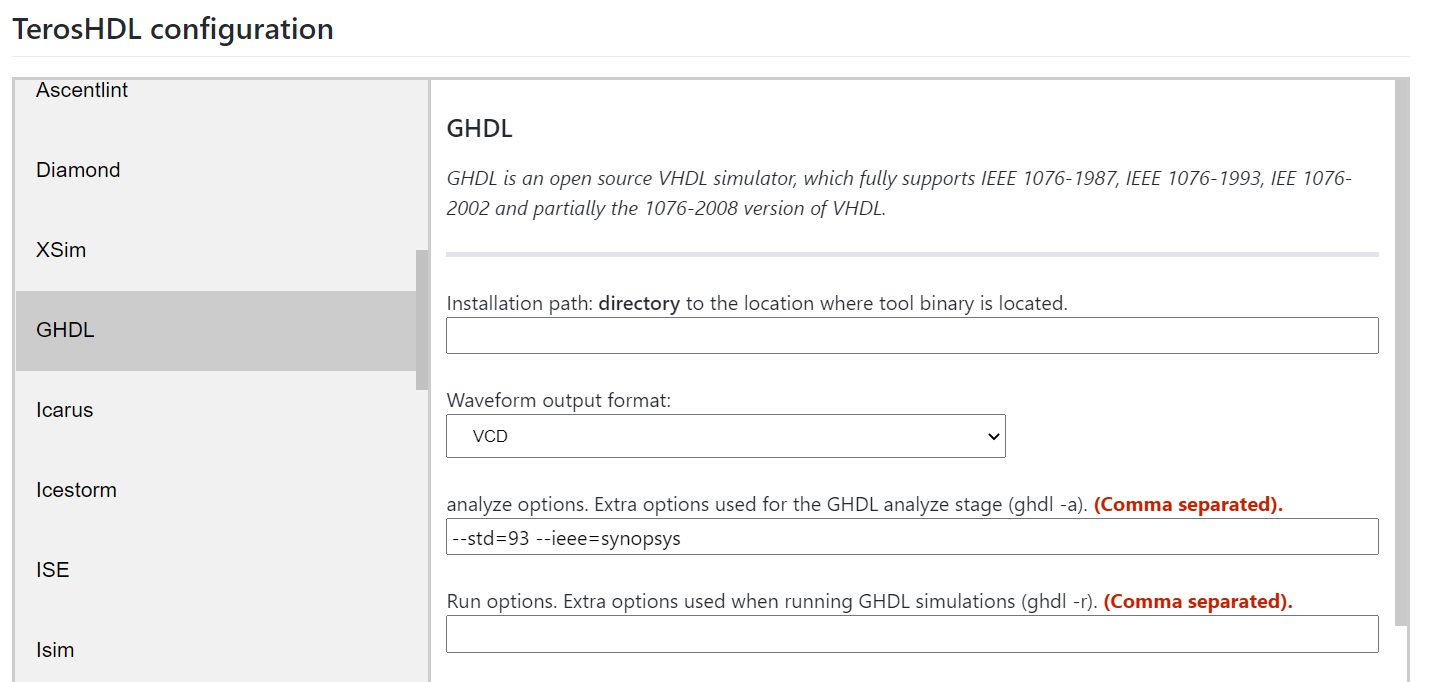 TerosHDL configuration
Ascentlint
Diamond
XSim
GHDL
Icarus
Icestorm
ISE
Isim
GHDL
GHDL is an open source VHDL simulator, which fully supports IEEE 1076-1987, IEEE 1076-1993, IEE 1076-
2002 and partially the 1076-2008 version of VHDL.
Installation path: directory to the location where tool binary is located.
Waveform output format:
VCD
analyze options. Extra options used for the GHDL analyze stage (ghdl -a). (Comma separated).
--std=93 --ieee=synopsys
Run options. Extra options used when running GHDL simulations (ghdl -r). (Comma separated).